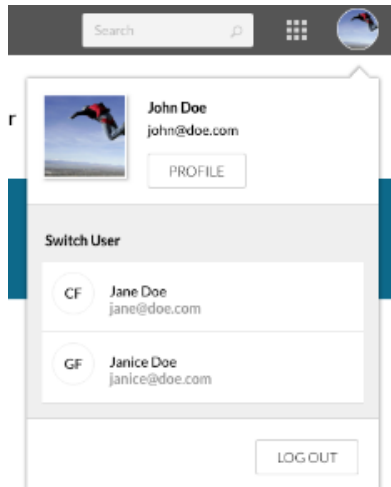 Search
r
John Doe
john@doe.com
PROFILE
Switch User
CF
Jane Doe
jane@doe.com
GF
Janice Doe
janice@doe.com
LOG OUT